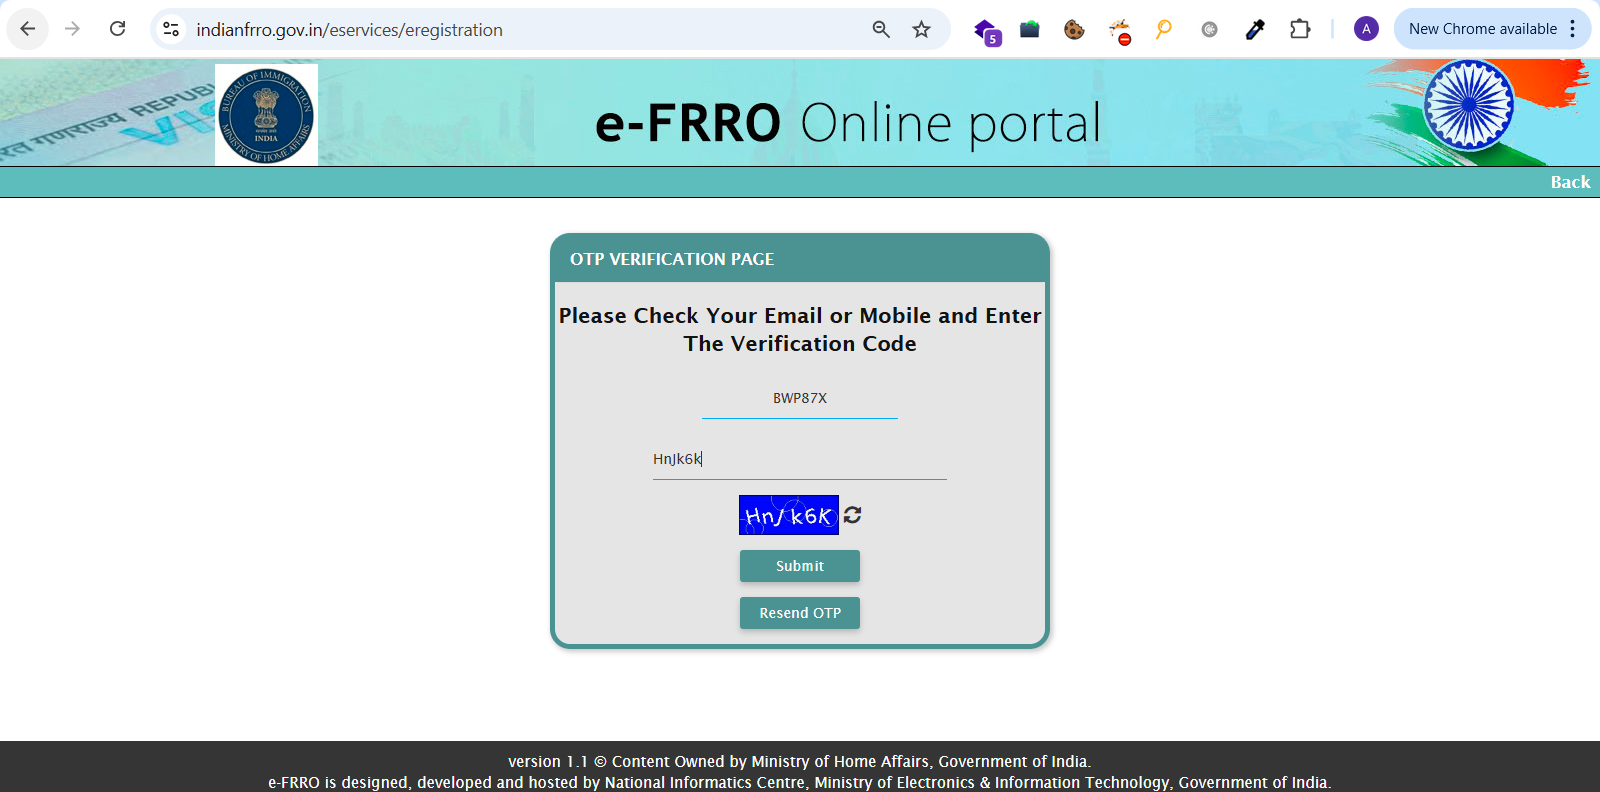 indianfrro.gov.in/eservices/eregistration
5
A
New Chrome available
गणराज्य REPUB
BUREAU OF IMMIGRATION
INDIA
MINISTRY OF HOME AFFAIRS
e-FRRO Online portal
Back
OTP VERIFICATION PAGE
Please Check Your Email or Mobile and Enter
The Verification Code
BWP87X
HnJk6k
HnJk6K
Submit
Resend OTP
version 1.1 © Content Owned by Ministry of Home Affairs, Government of India.
e-FRRO is designed, developed and hosted by National Informatics Centre, Ministry of Electronics & Information Technology, Government of India.